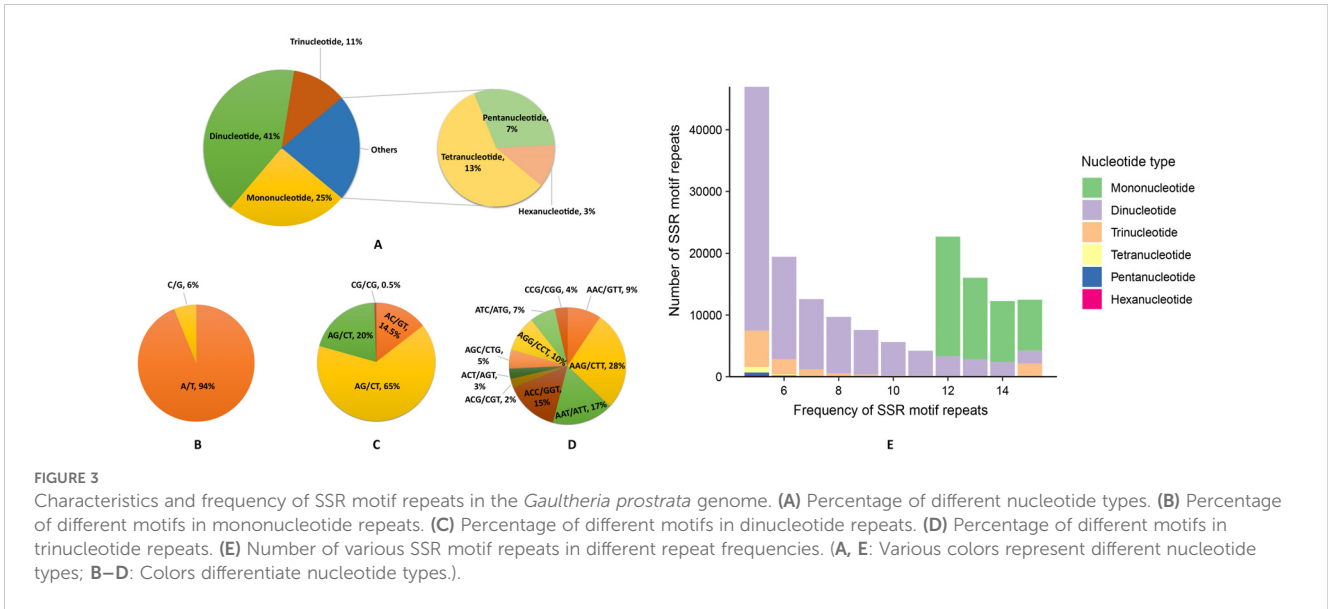 Trinucleotide, 11%
Dinucleotide, 41%
Others
Mononucleotide, 25%
Pentanucleotide,
7%
Tetranucleotide,
13%
Hexanucleotide, 3%
A
C/G, 6%
A/T, 94%
B
CG/CG, 0.5%
AC/GT,
14.5%
AG/CT, 20%
AG/CT, 65%
C
CCG/CGG, 4%
AAC/GTT, 9%
ATC/ATG, 7%
AGG/CCT, 10%
AGC/CTG,
5%
AAG/CTT, 28%
ACT/AGT,
3%
ACC/GGT,
15%
AAT/ATT, 17%
ACG/CGT, 2%
D
Number of SSR motif repeats
40000
30000
20000
10000
0
6
8
10
12
14
Frequency of SSR motif repeats
Nucleotide type
Mononucleotide
Dinucleotide
Trinucleotide
Tetranucleotide
Pentanucleotide
Hexanucleotide
E
FIGURE 3
Characteristics and frequency of SSR motif repeats in the Gaultheria prostrata genome. (A) Percentage of different nucleotide types. (B) Percentage
of different motifs in mononucleotide repeats. (C) Percentage of different motifs in dinucleotide repeats. (D) Percentage of different motifs in
trinucleotide repeats. (E) Number of various SSR motif repeats in different repeat frequencies. (A, E: Various colors represent different nucleotide
types; B–D: Colors differentiate nucleotide types.).